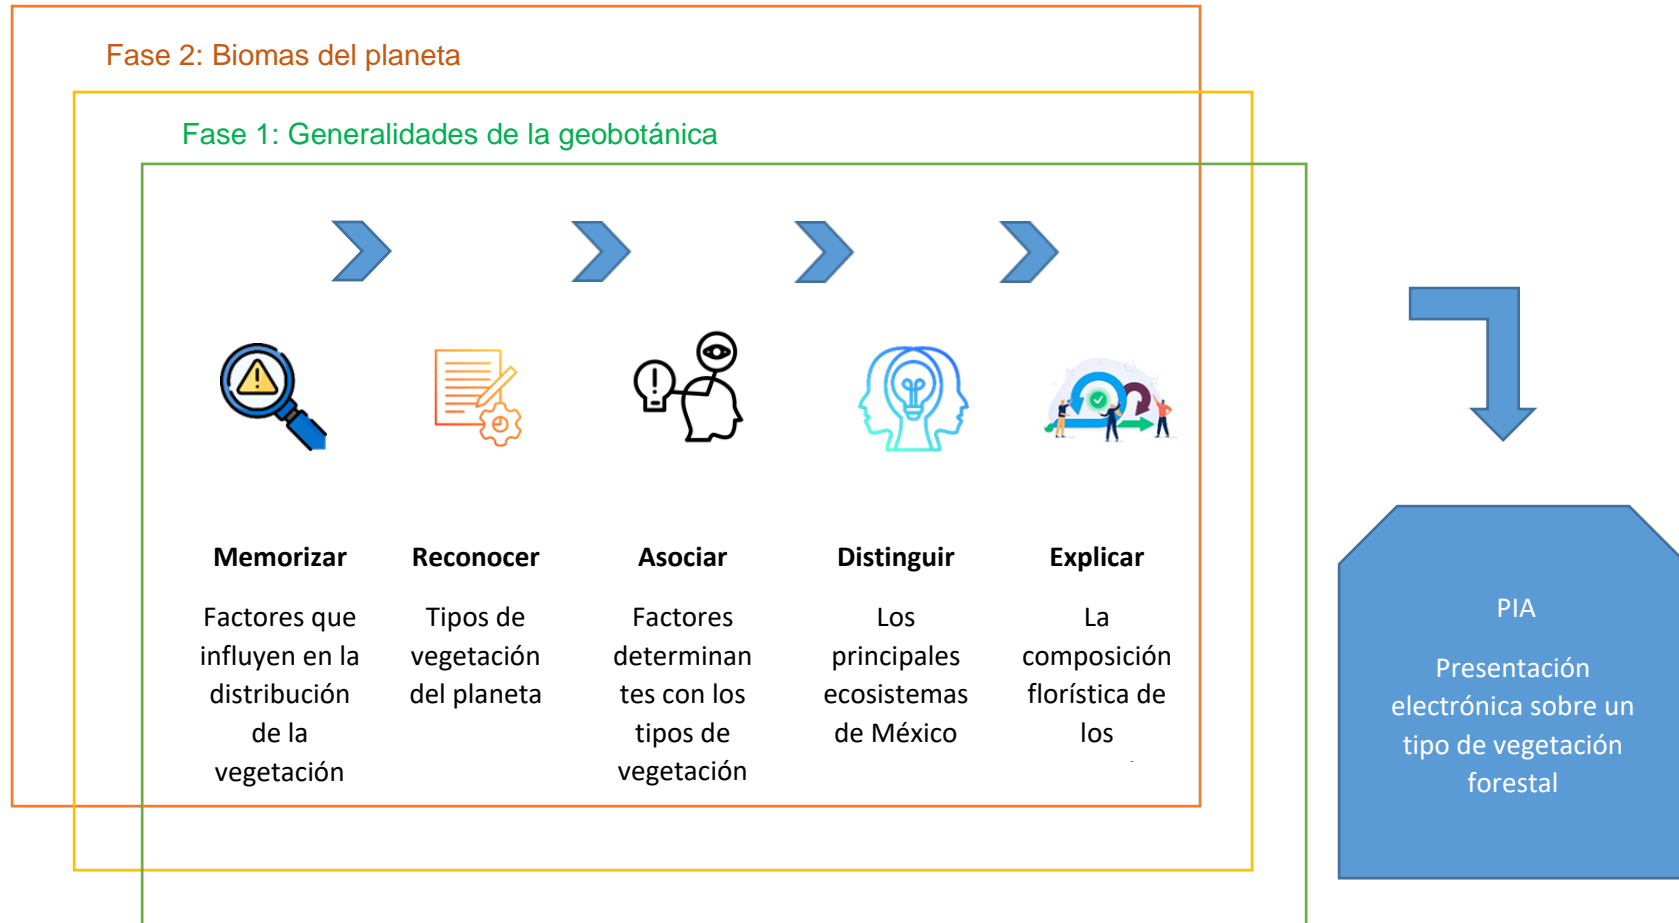 Fase 2: Biomas del planeta
Fase 1: Generalidades de la geobotánica
Memorizar
Factores que
influyen en la
distribución
de la
vegetación
Reconocer
Tipos de
vegetación
del planeta
Asociar
Factores
determinan
tes con los
tipos de
vegetación
Distinguir
Los
principales
ecosistemas
de México
Explicar
La
composición
florística de
los
PIA
Presentación
electrónica sobre un
tipo de vegetación
forestal